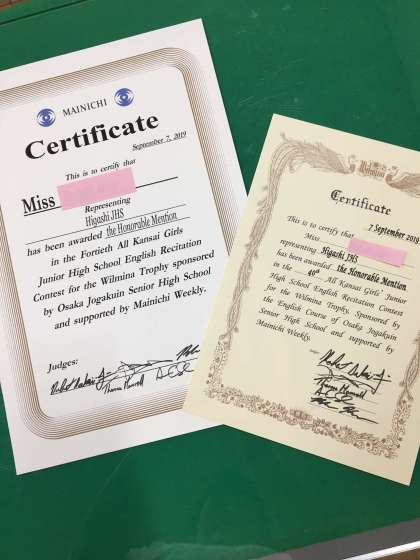 MAINICHI
Certificate
September 7, 2019
This is to certify that
Miss
Representing
Higashi JHS
has been awarded the Honorable Mention
in the Fortieth All Kansai Girls
Junior High School English Recitation
Contest for the Wilmina Trophy sponsored
by Osaka Jogakuin Senior High School
and supported by Mainichi Weekly.
Judges:
Wilmina
Certificate
7 September 2019
This is to certify that
Miss
representing Higashi JHS
has been awarded the Honorable Mention
in the 40th All Kansai Girls' Junior
High School English Recitation Contest
for the Wilmina Trophy, Sponsored by
the English Course of Osaka Jogakuin
Senior High School and supported by
Mainichi Weekly.